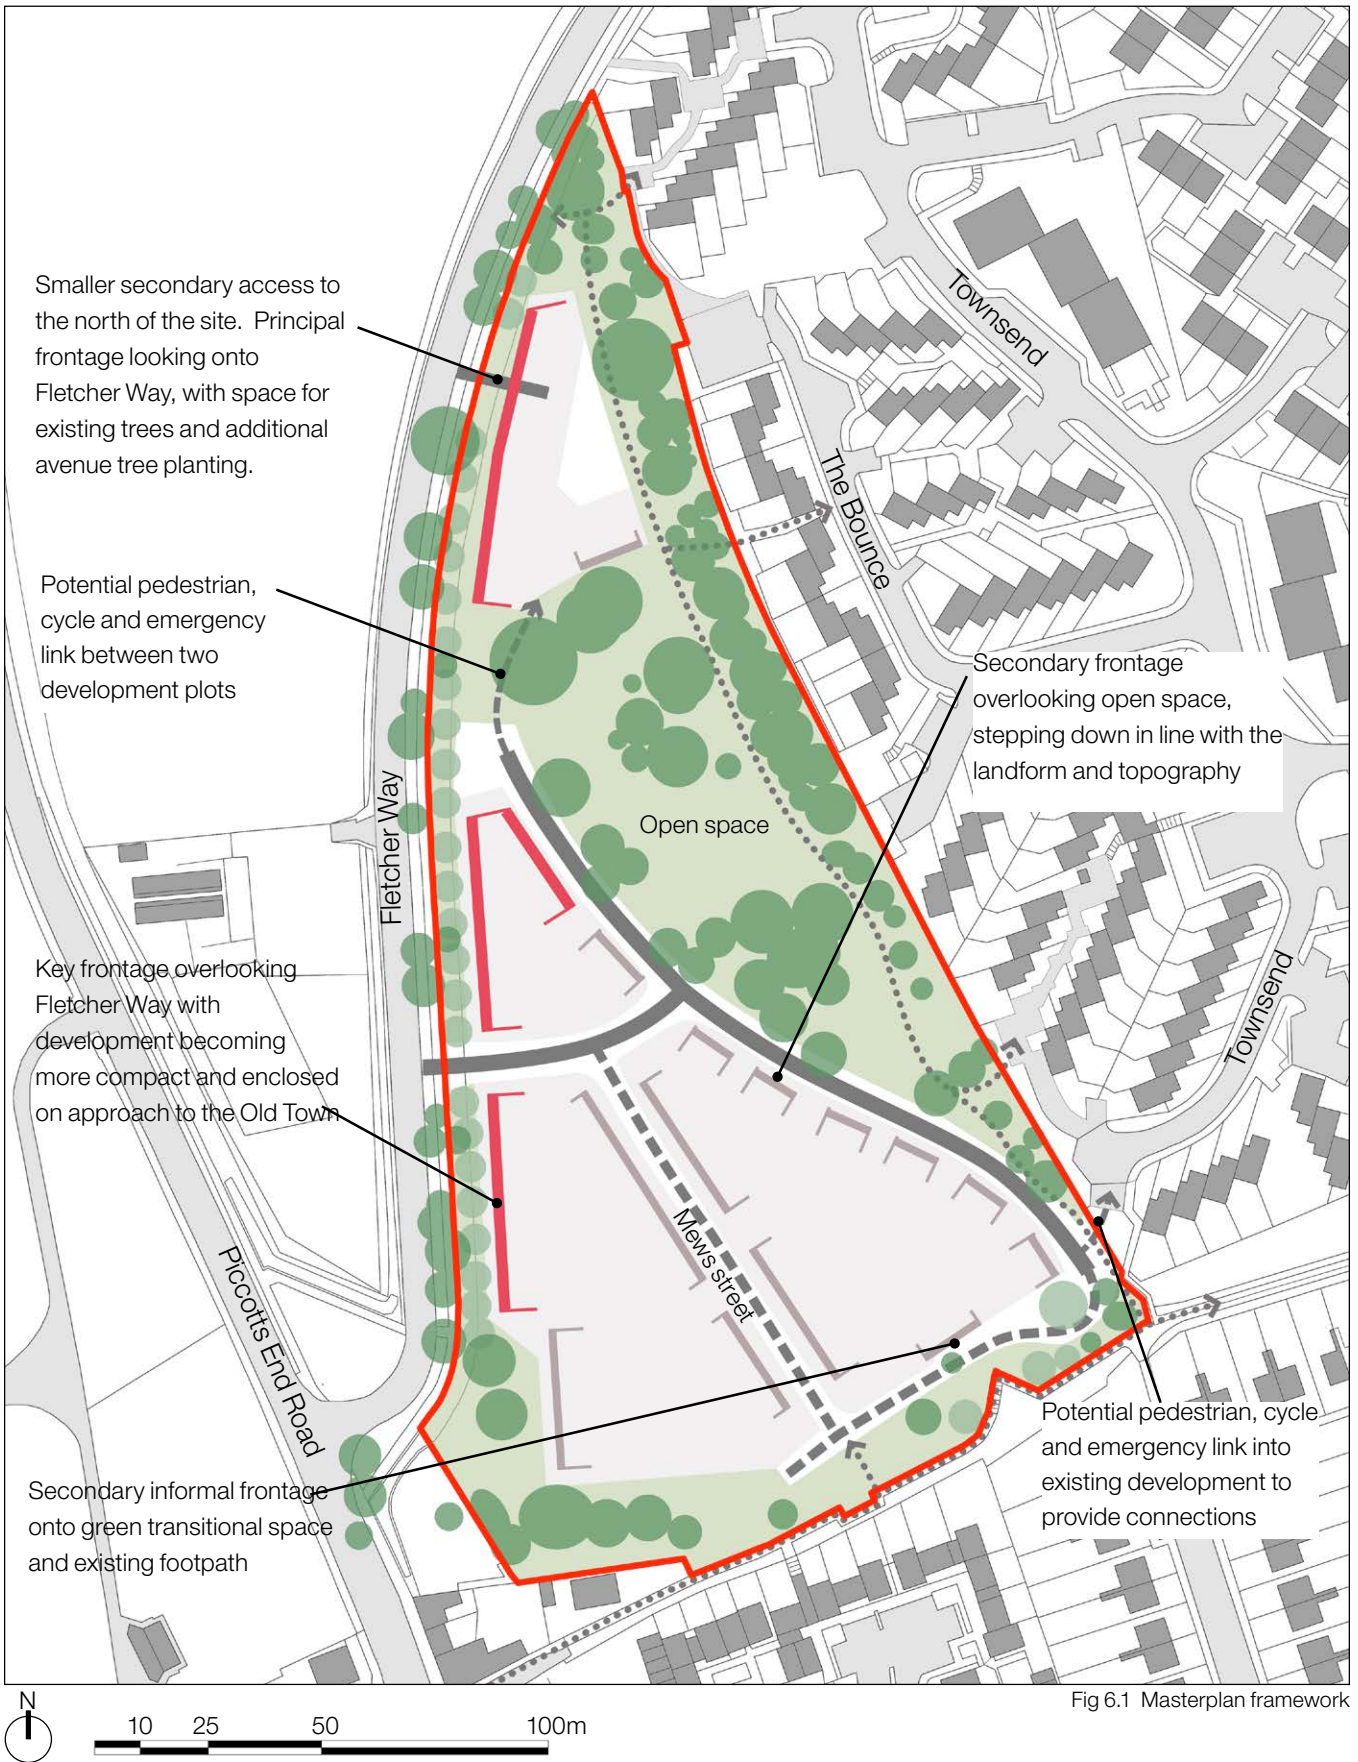 Smaller secondary access to
the north of the site. Principal
frontage looking onto
Fletcher Way, with space for
existing trees and additional
avenue tree planting.
Townsend
The Bounce
Potential pedestrian,
cycle and emergency
link between two
development plots
Secondary frontage
overlooking open space,
stepping down in line with the
landform and topography
Fletcher Way
Open space
Key frontage overlooking
Fletcher Way with
development becoming
more compact and enclosed
on approach to the Old Town
Townsend
Mews street
Piccotts End Road
Potential pedestrian, cycle
and emergency link into
existing development to
provide connections
Secondary informal frontage
onto green transitional space
and existing footpath
Fig 6.1 Masterplan framework
N
10 25 50 100m